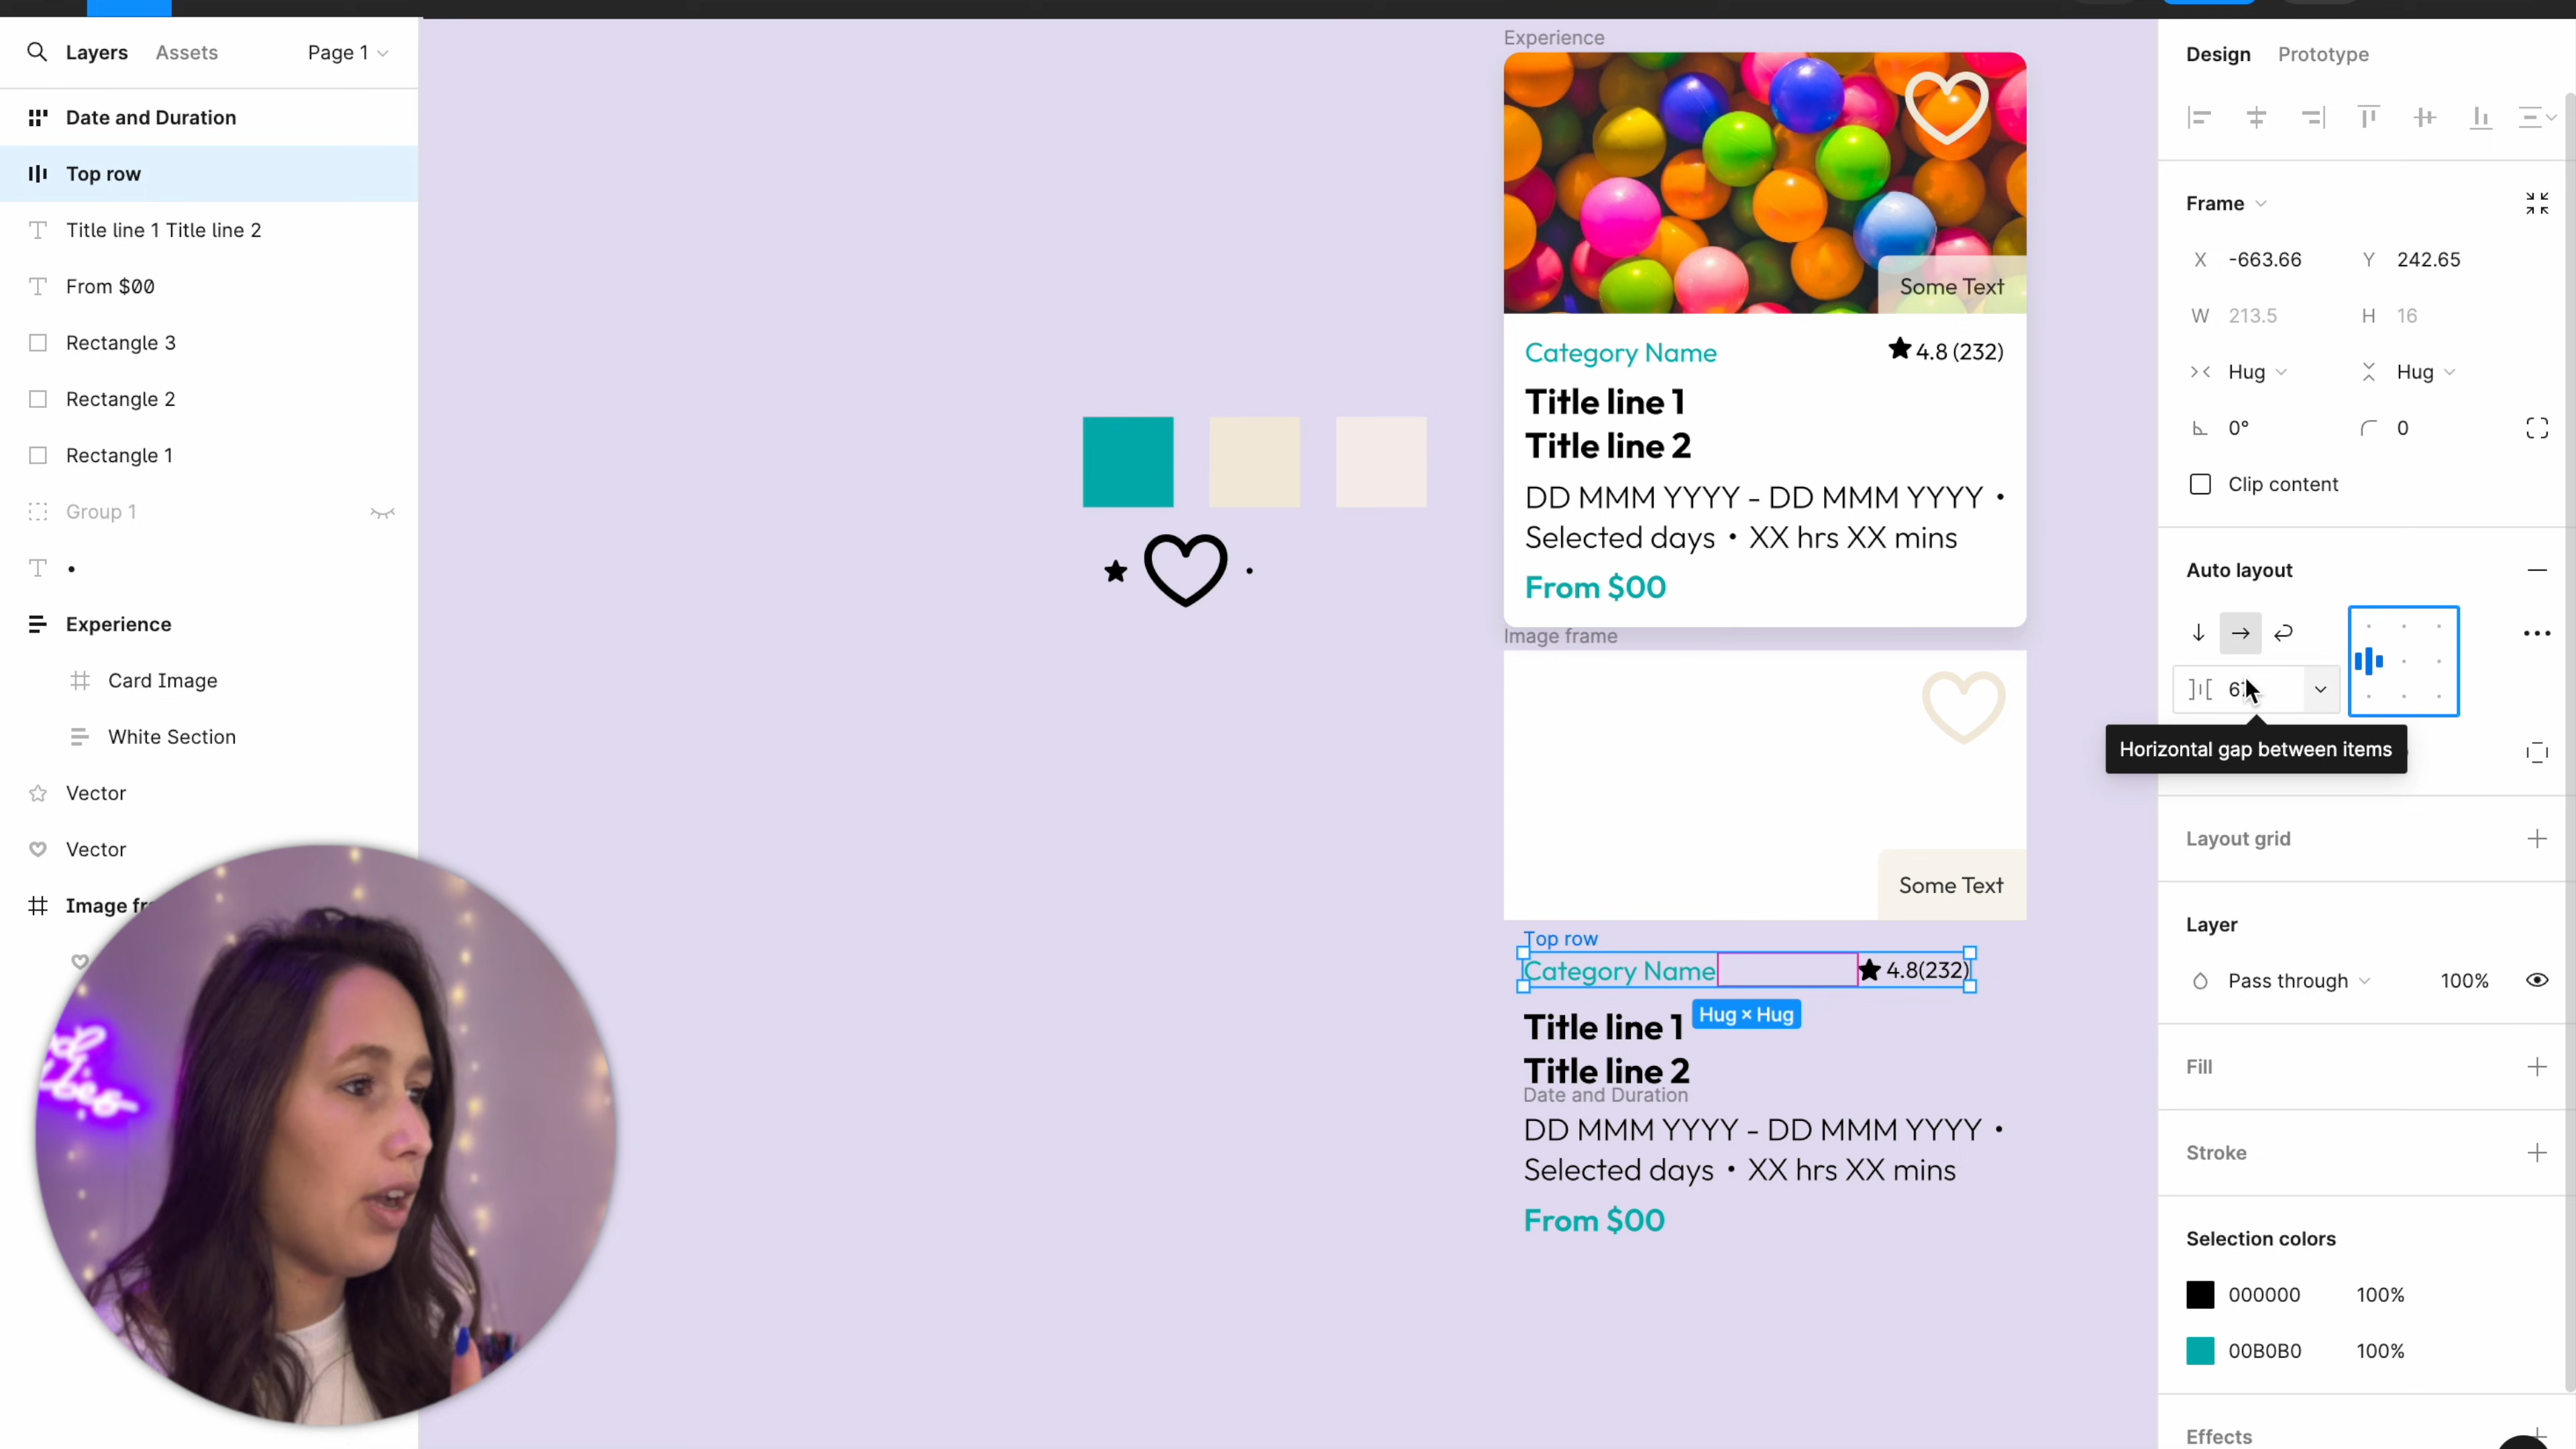 Layers Assets Page 1
Date and Duration
Top row
Title line 1 Title line 2
From $00
Rectangle 3
Rectangle 2
Rectangle 1
Group 1
•
Experience
Card Image
White Section
Vector
Vector
Experience
Some Text
Category Name ★ 4.8 (232)
Title line 1
Title line 2
DD MMM YYYY - DD MMM YYYY •
Selected days • XX hrs XX mins
From $00
Image frame
Some Text
Top row
Category Name ★ 4.8(232)
Hug × Hug
Title line 1
Title line 2
Date and Duration
DD MMM YYYY - DD MMM YYYY •
Selected days • XX hrs XX mins
From $00
Design Prototype
Frame
X -663.66 Y 242.65
W 213.5 H 16
Hug Hug
0° 0
Clip content
Auto layout
Horizontal gap between items
Layout grid
Layer
Pass through 100%
Fill
Stroke
Selection colors
000000 100%
00B0B0 100%
Effects